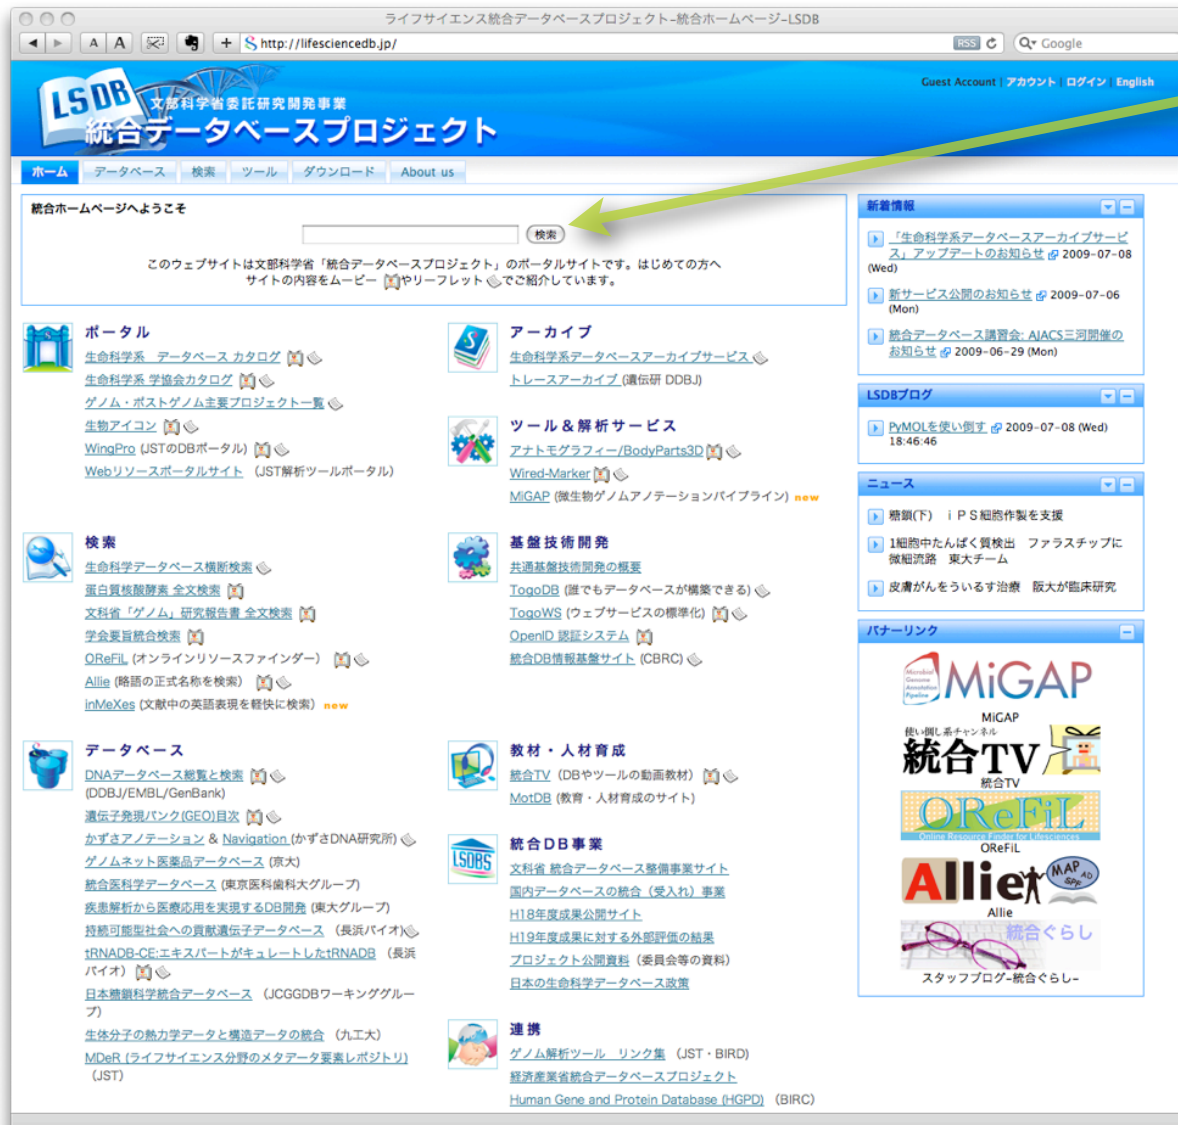 ライフサイエンス統合データベースプロジェクト-統合ホームページ-LSDB
A A + http://lifesciencedb.jp/ RSS Google
Guest Account | アカウント | ログイン | English
LSDB 文部科学省委託研究開発事業
統合データベースプロジェクト
ホーム データベース 検索 ツール ダウンロード About us
統合ホームページへようこそ
検索
このウェブサイトは文部科学省「統合データベースプロジェクト」のポータルサイトです。はじめての方へ
サイトの内容をムービー やリーフレット でご紹介しています。
ポータル
生命科学系 データベース カタログ
生命科学系 学協会カタログ
ゲノム・ポストゲノム主要プロジェクト一覧
生物アイコン
WingPro (JSTのDBポータル)
Webリソースポータルサイト (JST解析ツールポータル)
アーカイブ
生命科学系データベースアーカイブサービス
トレースアーカイブ (遺伝研 DDBJ)
ツール＆解析サービス
アナトモグラフィー/BodyParts3D
Wired-Marker
MiGAP (微生物ゲノムアノテーションパイプライン) new
検索
生命科学データベース横断検索
蛋白質核酸酵素 全文検索
文科省「ゲノム」研究報告書 全文検索
学会要旨統合検索
OReFiL (オンラインリソースファインダー)
Allie (略語の正式名称を検索)
inMeXes (文献中の英語表現を軽快に検索) new
基盤技術開発
共通基盤技術開発の概要
TogoDB (誰でもデータベースが構築できる)
TogoWS (ウェブサービスの標準化)
OpenID 認証システム
統合DB情報基盤サイト (CBRC)
データベース
DNAデータベース総覧と検索
(DDBJ/EMBL/GenBank)
遺伝子発現バンク(GEO)目次
かずさアノテーション & Navigation (かずさDNA研究所)
ゲノムネット医薬品データベース (京大)
統合医科学データベース (東京医科歯科大グループ)
疾患解析から医療応用を実現するDB開発 (東大グループ)
持続可能型社会への貢献遺伝子データベース (長浜バイオ)
tRNADB-CE:エキスパートがキュレートしたtRNADB (長浜
バイオ)
日本糖鎖科学統合データベース (JCGGDBワーキンググルー
プ)
生体分子の熱力学データと構造データの統合 (九工大)
MDeR (ライフサイエンス分野のメタデータ要素レポジトリ)
(JST)
教材・人材育成
統合TV (DBやツールの動画教材)
MotDB (教育・人材育成のサイト)
LSDBS
統合DB事業
文科省 統合データベース整備事業サイト
国内データベースの統合（受入れ）事業
H18年度成果公開サイト
H19年度成果に対する外部評価の結果
プロジェクト公開資料 (委員会等の資料)
日本の生命科学データベース政策
連携
ゲノム解析ツール リンク集 (JST・BIRD)
経済産業省統合データベースプロジェクト
Human Gene and Protein Database (HGPD) (BIRC)
新着情報
「生命科学系データベースアーカイブサービ
ス」アップデートのお知らせ 2009-07-08
(Wed)
新サービス公開のお知らせ 2009-07-06
(Mon)
統合データベース講習会: AJACS三河開催の
お知らせ 2009-06-29 (Mon)
LSDBブログ
PyMOLを使い倒す 2009-07-08 (Wed)
18:46:46
ニュース
糖鎖(下) ｉＰＳ細胞作製を支援
1細胞中たんぱく質検出 ファラスチップに
微細流路 東大チーム
皮膚がんをういるす治療 阪大が臨床研究
バナーリンク
Microbial Genome Annotation Pipeline MiGAP
MiGAP
使い倒し系チャンネル
統合TV
統合TV
OReFiL
Online Resource Finder for Lifesciences
OReFiL
Allie MAP AD SPF
Allie
統合ぐらし
スタッフブログ-統合ぐらし-